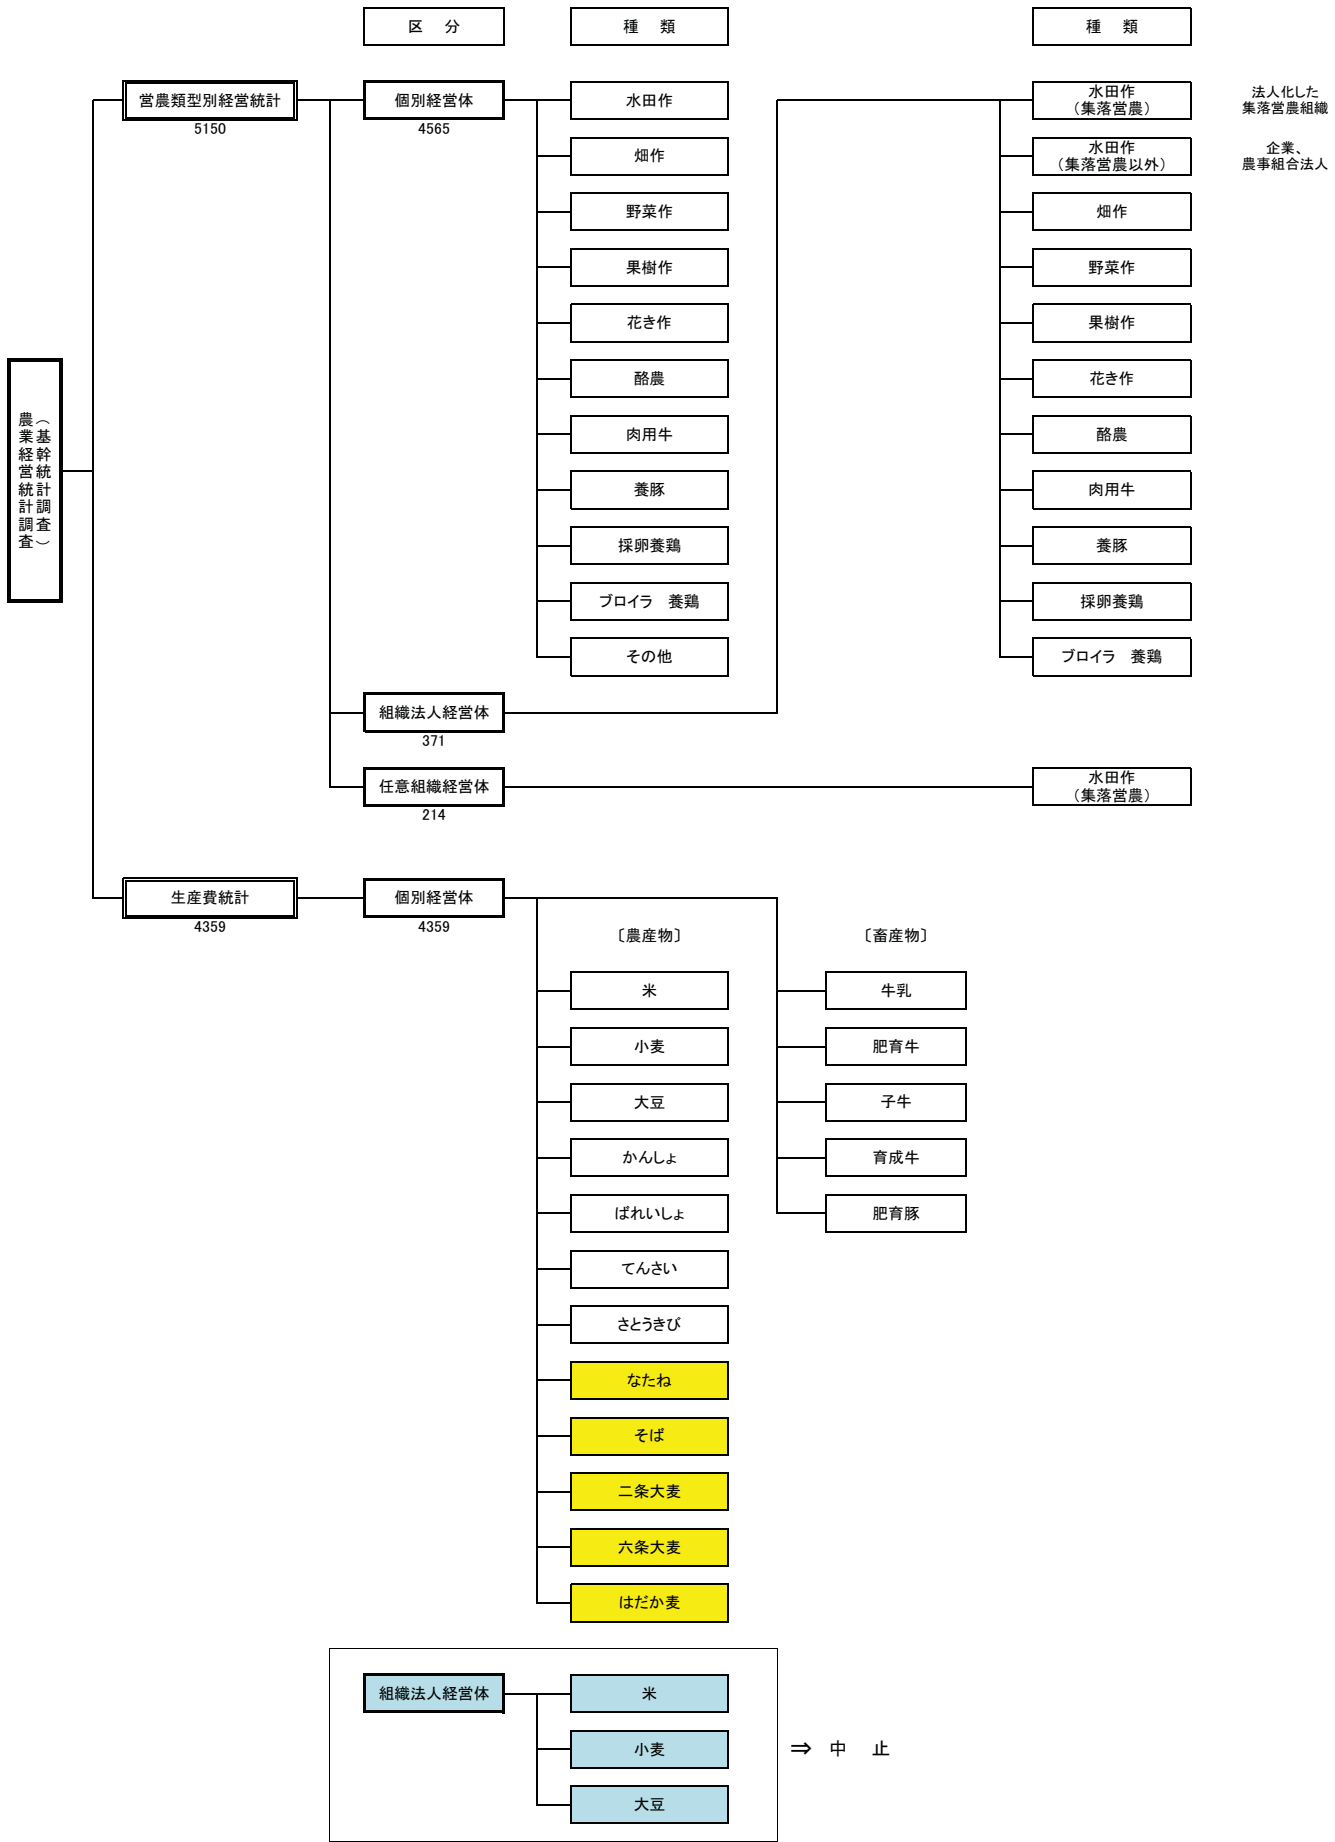 区　分
種　類
種　類
農業経営統計調査
（基幹統計調査）
営農類型別経営統計
5150
個別経営体
4565
水田作
畑作
野菜作
果樹作
花き作
酪農
肉用牛
養豚
採卵養鶏
ブロイラ　養鶏
その他
組織法人経営体
371
水田作
（集落営農）
法人化した
集落営農組織
水田作
（集落営農以外）
企業、
農事組合法人
畑作
野菜作
果樹作
花き作
酪農
肉用牛
養豚
採卵養鶏
ブロイラ　養鶏
任意組織経営体
214
水田作
（集落営農）
生産費統計
4359
個別経営体
4359
〔農産物〕
米
小麦
大豆
かんしょ
ばれいしょ
てんさい
さとうきび
なたね
そば
二条大麦
六条大麦
はだか麦
〔畜産物〕
牛乳
肥育牛
子牛
育成牛
肥育豚
組織法人経営体
米
小麦
大豆
⇒　中　止